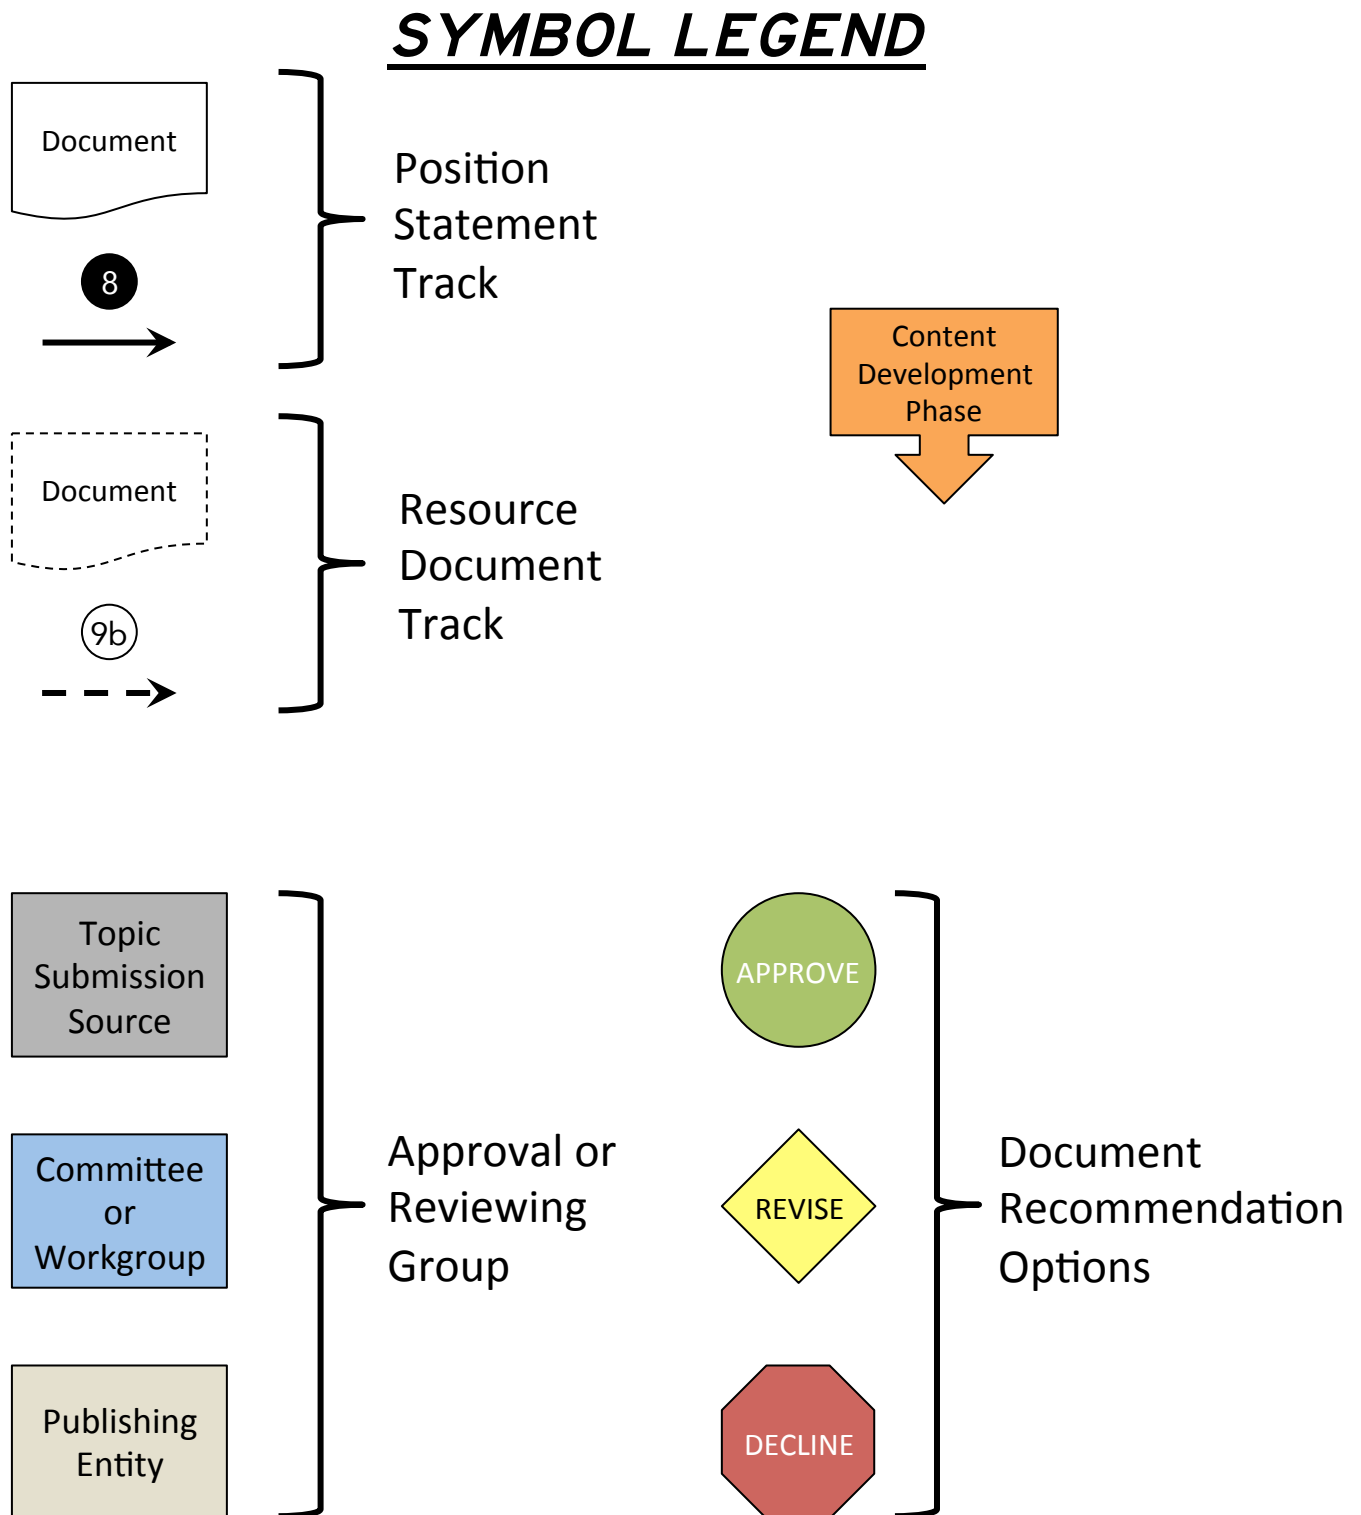 SYMBOL LEGEND
Document
8
Position
Statement
Track
Content
Development
Phase
Document
9b
Resource
Document
Track
Topic
Submission
Source
Committee
or
Workgroup
Publishing
Entity
Approval or
Reviewing
Group
APPROVE
REVISE
DECLINE
Document
Recommendation
Options